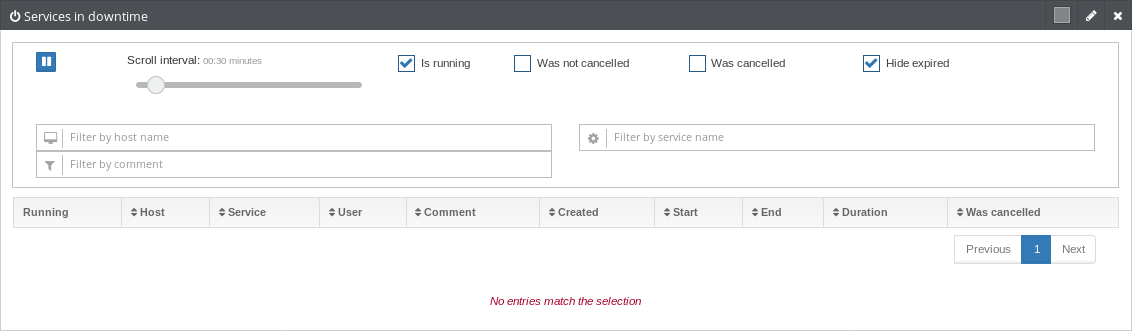 Services in downtime
Scroll interval: 00:30 minutes
Is running
Was not cancelled
Was cancelled
Hide expired
Filter by host name
Filter by service name
Filter by comment
Running Host Service User Comment Created Start End Duration Was cancelled
Previous 1 Next
No entries match the selection